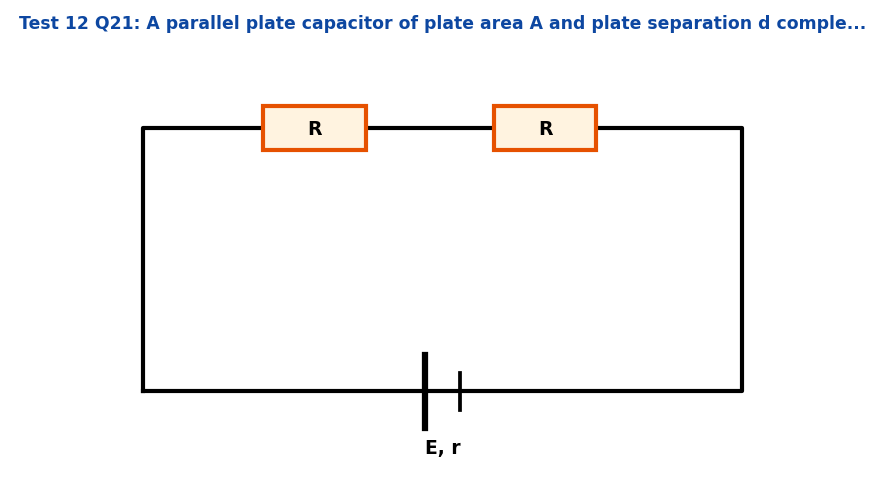 Test 12 Q21: A parallel plate capacitor of plate area A and plate separation d comple...
R
R
E, r